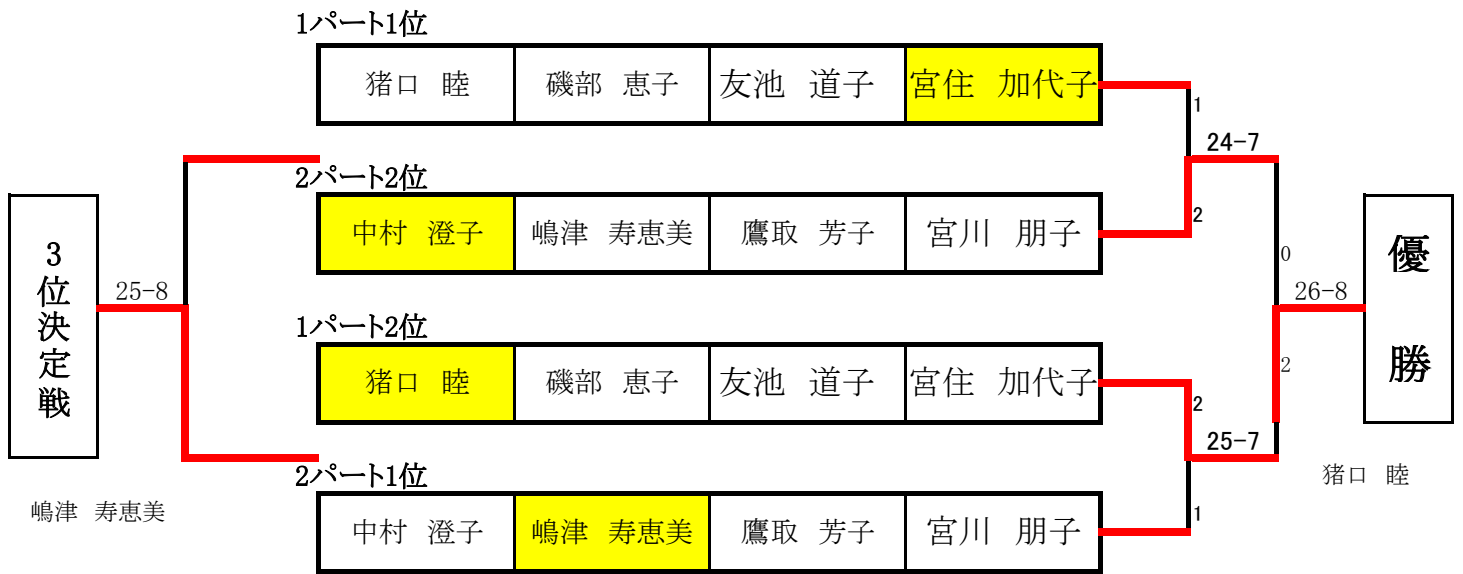 1パート1位
猪口　睦　磯部　恵子　友池　道子　宮住　加代子
1
24-7
2パート2位
中村　澄子　嶋津　寿恵美　鷹取　芳子　宮川　朋子
2
3位決定戦
25-8
0
26-8
優勝
1パート2位
猪口　睦　磯部　恵子　友池　道子　宮住　加代子
2
2
25-7
2パート1位
中村　澄子　嶋津　寿恵美　鷹取　芳子　宮川　朋子
1
嶋津　寿恵美
猪口　睦